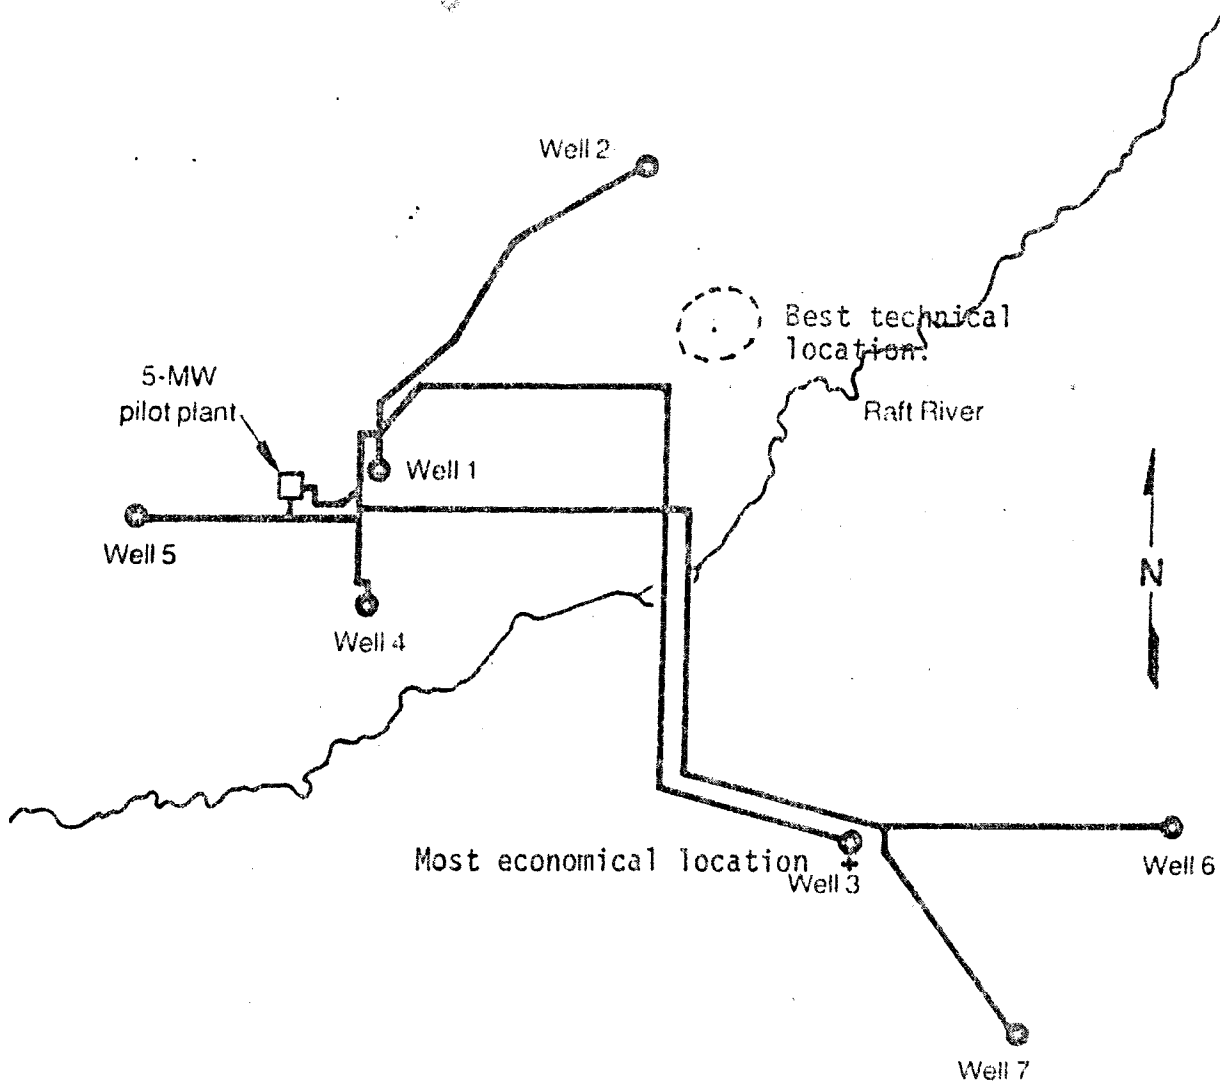 Well 2
Best technical
location.
5-MW
pilot plant
Raft River
Well 1
Well 5
N
Well 4
Most economical location
Well 3
Well 6
Well 7